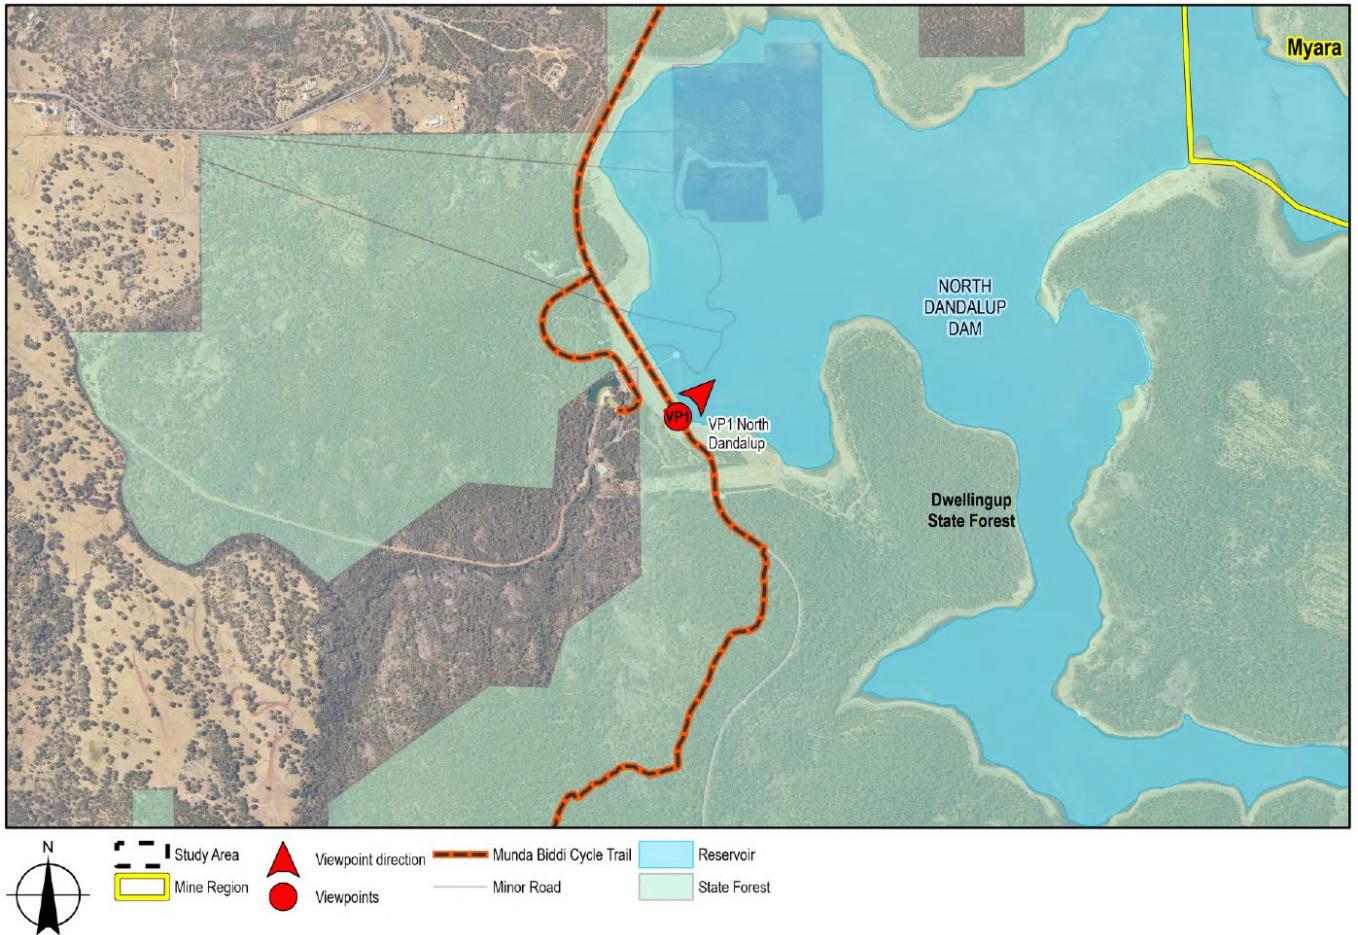 Myara
NORTH
DANDALUP
DAM
VP1
VP1 North
Dandalup
Dwellingup
State Forest
N
Study Area
Mine Region
Viewpoint direction
Viewpoints
Munda Biddi Cycle Trail
Minor Road
Reservoir
State Forest